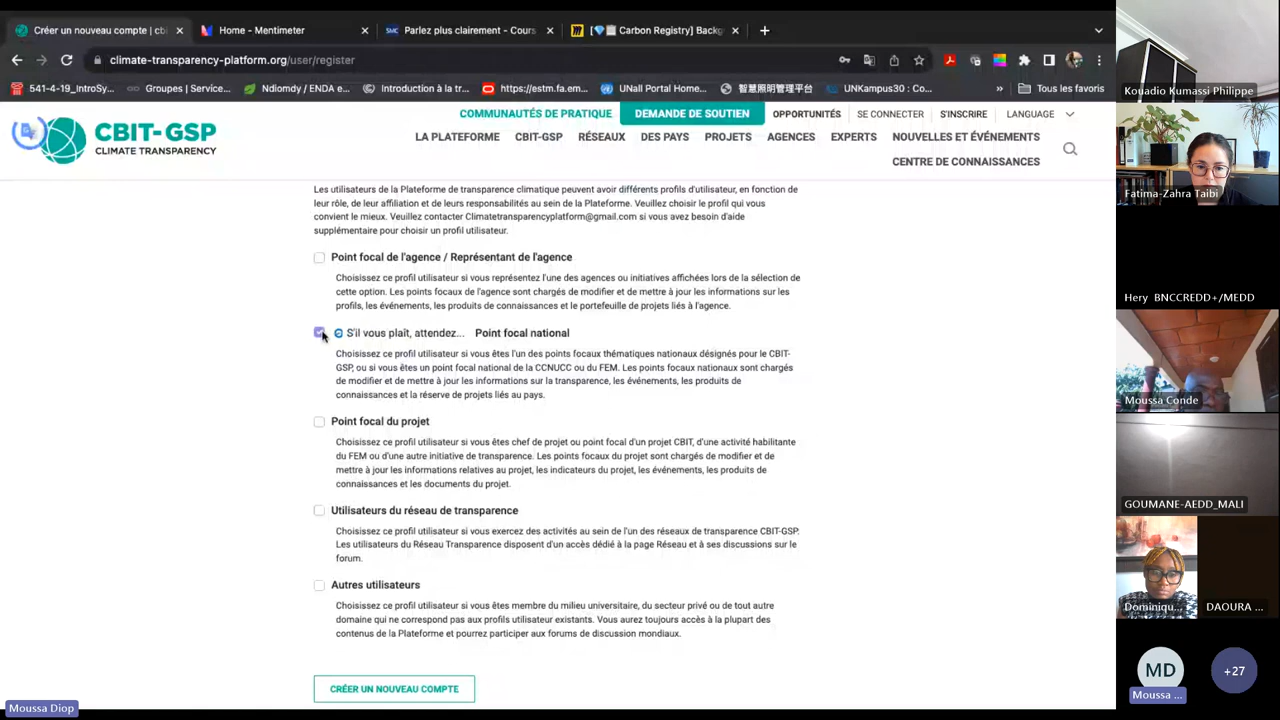 Créer un nouveau compte | cbi
Home - Mentimeter
SMC
Parlez plus clairement - Cours
[💎📋 Carbon Registry] Back
climate-transparency-platform.org/user/register
541-4-19_IntroSy...
Groupes | Service...
Ndiomdy / ENDA e...
Introduction à la tr...
https://estm.fa.em...
UNall Portal Home...
智慧照明管理平台
UNKampus30 : Co...
»
Tous les favoris
COMMUNAUTÉS DE PRATIQUE
DEMANDE DE SOUTIEN
OPPORTUNITÉS
SE CONNECTER
S'INSCRIRE
LANGUAGE
CBIT-GSP
CLIMATE TRANSPARENCY
LA PLATEFORME
CBIT-GSP
RÉSEAUX
DES PAYS
PROJETS
AGENCES
EXPERTS
NOUVELLES ET ÉVÉNEMENTS
CENTRE DE CONNAISSANCES
Les utilisateurs de la Plateforme de transparence climatique peuvent avoir différents profils d'utilisateur, en fonction de
leur rôle, de leur affiliation et de leurs responsabilités au sein de la Plateforme. Veuillez choisir le profil qui vous
convient le mieux. Veuillez contacter Climatetransparencyplatform@gmail.com si vous avez besoin d'aide
supplémentaire pour choisir un profil utilisateur.
Point focal de l'agence / Représentant de l'agence
Choisissez ce profil utilisateur si vous représentez l'une des agences ou initiatives affichées lors de la sélection de
cette option. Les points focaux de l'agence sont chargés de modifier et de mettre à jour les informations sur les
profils, les événements, les produits de connaissances et le portefeuille de projets liés à l'agence.
S'il vous plaît, attendez... Point focal national
Choisissez ce profil utilisateur si vous êtes l'un des points focaux thématiques nationaux désignés pour le CBIT-
GSP, ou si vous êtes un point focal national de la CCNUCC ou du FEM. Les points focaux nationaux sont chargés
de modifier et de mettre à jour les informations sur la transparence, les événements, les produits de
connaissances et la réserve de projets liés au pays.
Point focal du projet
Choisissez ce profil utilisateur si vous êtes chef de projet ou point focal d'un projet CBIT, d'une activité habilitante
du FEM ou d'une autre initiative de transparence. Les points focaux du projet sont chargés de modifier et de
mettre à jour les informations relatives au projet, les indicateurs du projet, les événements, les produits de
connaissances et les documents du projet.
Utilisateurs du réseau de transparence
Choisissez ce profil utilisateur si vous exercez des activités au sein de l'un des réseaux de transparence CBIT-GSP.
Les utilisateurs du Réseau Transparence disposent d'un accès dédié à la page Réseau et à ses discussions sur le
forum.
Autres utilisateurs
Choisissez ce profil utilisateur si vous êtes membre du milieu universitaire, du secteur privé ou de tout autre
domaine qui ne correspond pas aux profils utilisateur existants. Vous aurez toujours accès à la plupart des
contenus de la Plateforme et pourrez participer aux forums de discussion mondiaux.
CRÉER UN NOUVEAU COMPTE
Moussa Diop
Kouadio Kumassi Philippe
Fatima-Zahra Taibi
Hery BNCCREDD+/MEDD
Moussa Conde
GOUMANE-AEDD_MALI
Dominiqu...
DAOURA ...
MD
+27
Moussa ...